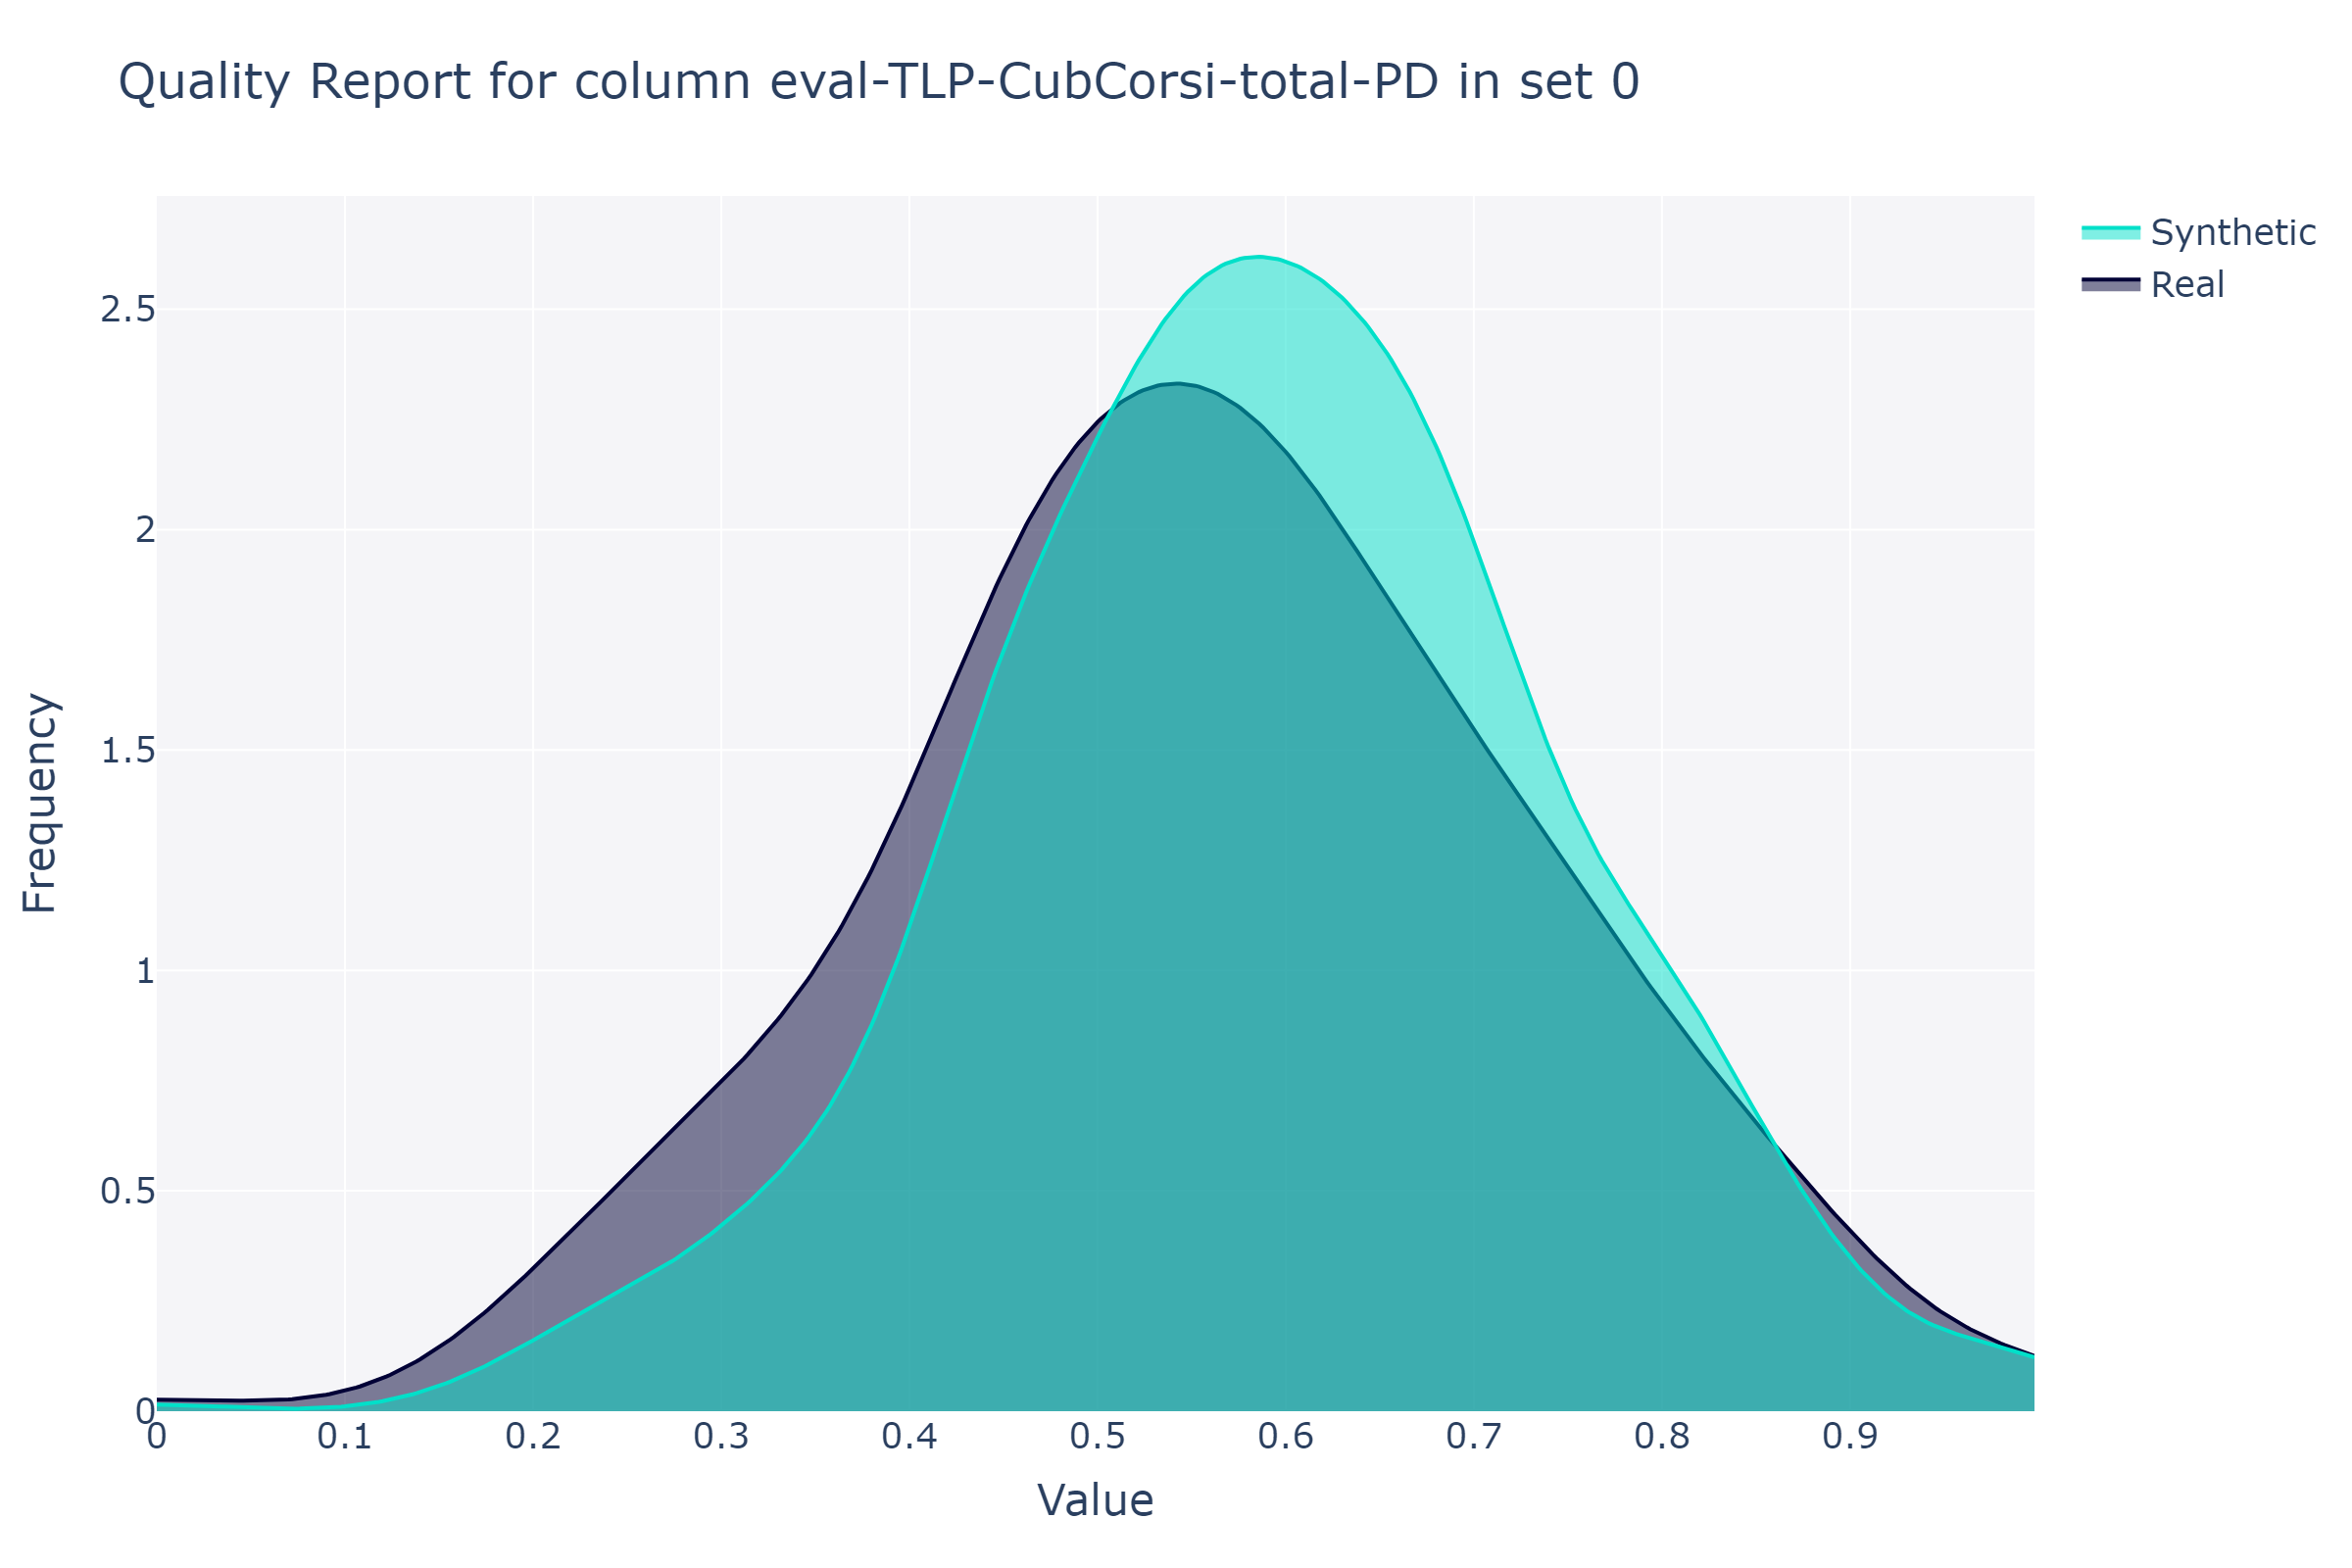 Quality Report for column eval-TLP-CubCorsi-total-PD in set 0
Synthetic
Real
2.5
2
1.5
1
0.5
0
Frequency
0 0.1 0.2 0.3 0.4 0.5 0.6 0.7 0.8 0.9
Value